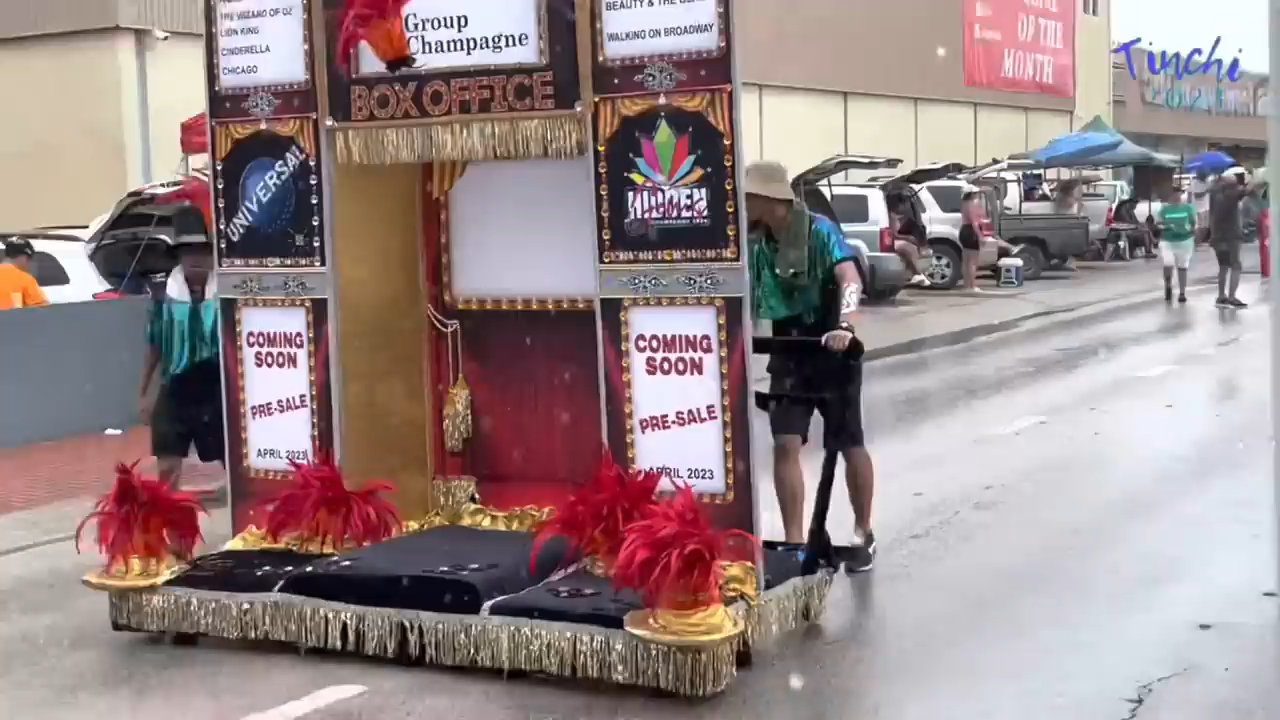 THE WIZARD OF OZ
LION KING
CINDERELLA
CHICAGO
Group
Champagne
BOX OFFICE
BEAUTY & THE
WALKING ON BROADWAY
UNIVERSAL
COMING
SOON
PRE-SALE
APRIL 2023
COMING
SOON
PRE-SALE
APRIL 2023
OF THE
MONTH
Tinchi